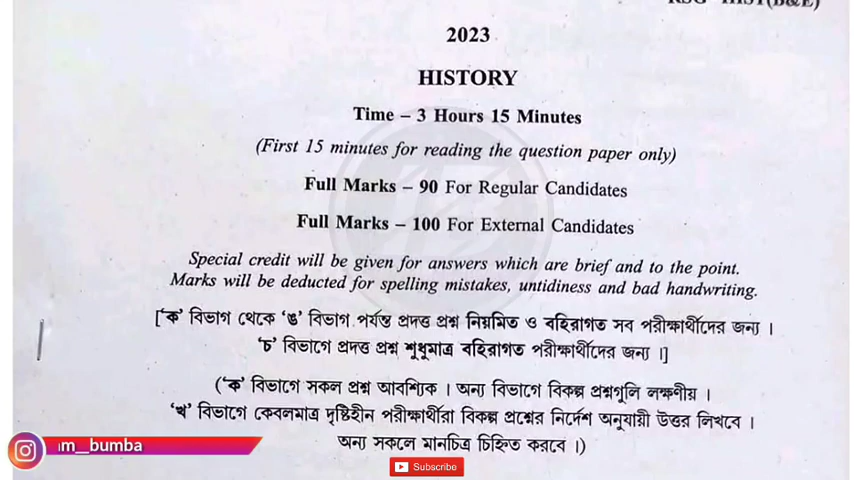 HIST(B&E)
2023
HISTORY
Time – 3 Hours 15 Minutes
(First 15 minutes for reading the question paper only)
Full Marks – 90 For Regular Candidates
Full Marks – 100 For External Candidates
Special credit will be given for answers which are brief and to the point.
Marks will be deducted for spelling mistakes, untidiness and bad handwriting.
[‘ক’ বিভাগ থেকে ‘ঙ’ বিভাগ পর্যন্ত প্রদত্ত প্রশ্ন নিয়মিত ও বহিরাগত সব পরীক্ষার্থীদের জন্য ।
‘চ’ বিভাগে প্রদত্ত প্রশ্ন শুধুমাত্র বহিরাগত পরীক্ষার্থীদের জন্য ।]
(‘ক’ বিভাগে সকল প্রশ্ন আবশ্যিক । অন্য বিভাগে বিকল্প প্রশ্নগুলি লক্ষণীয় ।
‘খ’ বিভাগে কেবলমাত্র দৃষ্টিহীন পরীক্ষার্থীরা বিকল্প প্রশ্নের নির্দেশ অনুযায়ী উত্তর লিখবে ।
অন্য সকলে মানচিত্র চিহ্নিত করবে ।)
m__bumba
Subscribe